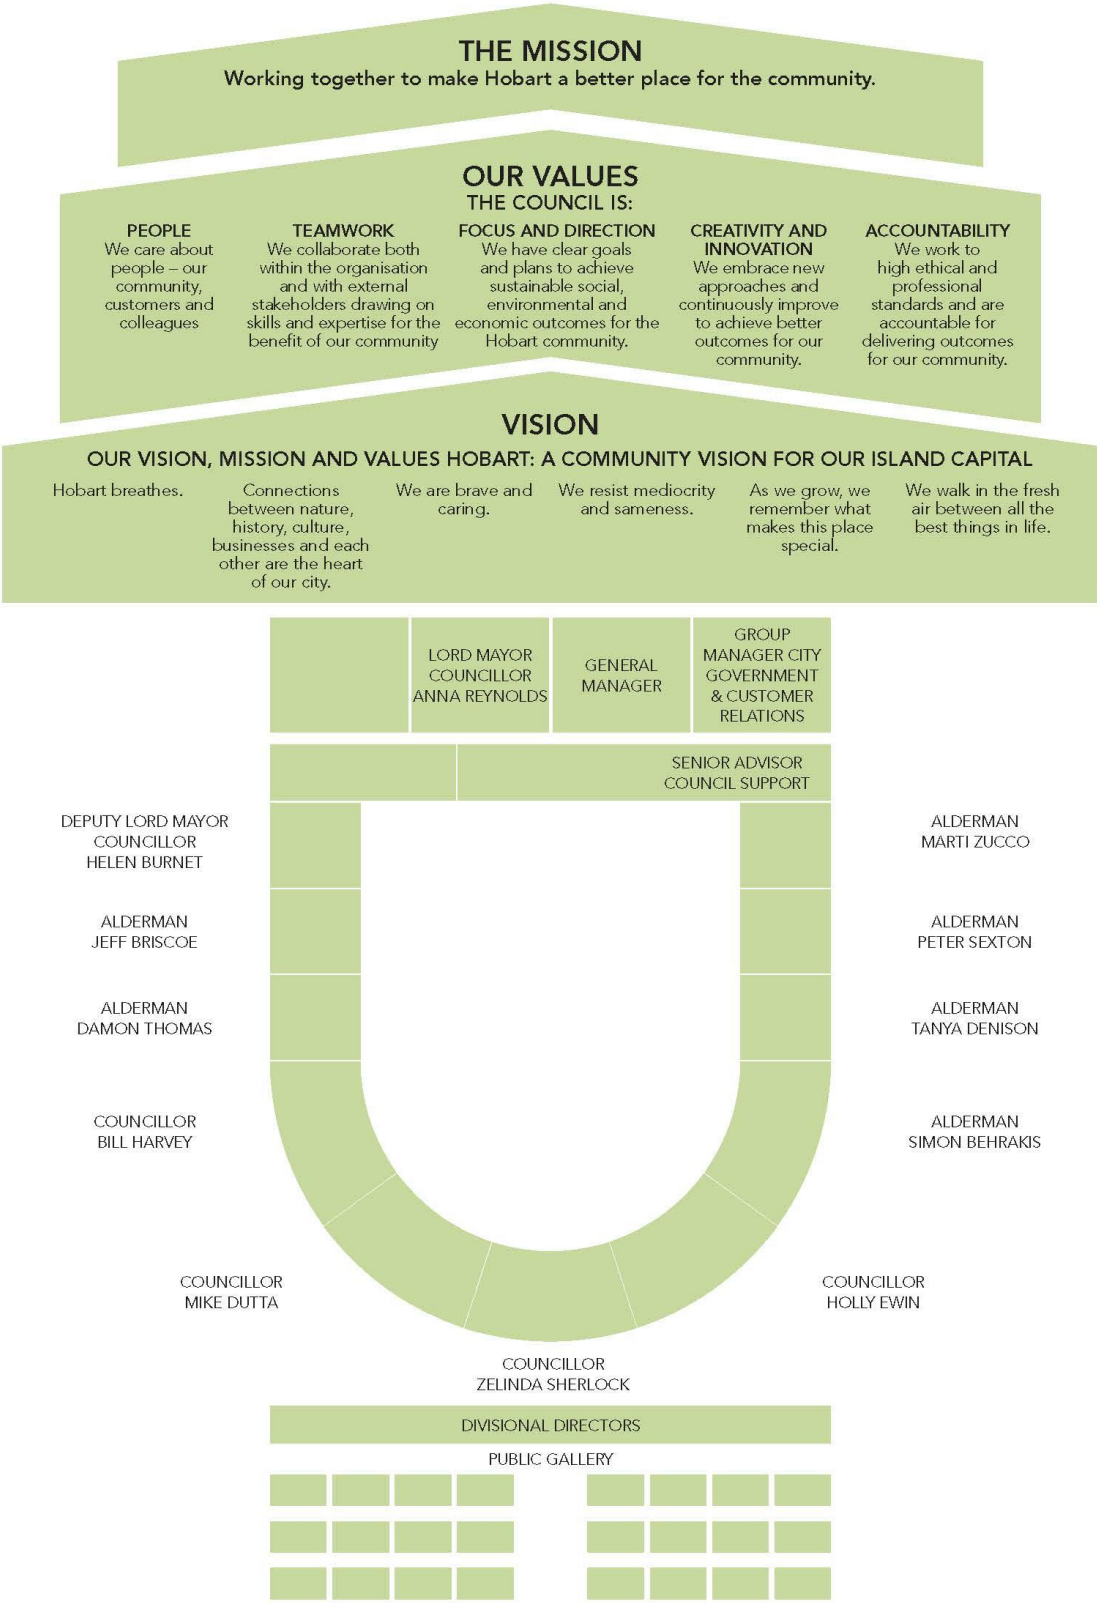 THE MISSION
Working together to make Hobart a better place for the community.
OUR VALUES
THE COUNCIL IS:
PEOPLE
We care about
people – our
community,
customers and
colleagues
TEAMWORK
We collaborate both
within the organisation
and with external
stakeholders drawing on
skills and expertise for the
benefit of our community
FOCUS AND DIRECTION
We have clear goals
and plans to achieve
sustainable social,
environmental and
economic outcomes for the
Hobart community.
CREATIVITY AND
INNOVATION
We embrace new
approaches and
continuously improve
to achieve better
outcomes for our
community.
ACCOUNTABILITY
We work to
high ethical and
professional
standards and are
accountable for
delivering outcomes
for our community.
VISION
OUR VISION, MISSION AND VALUES HOBART: A COMMUNITY VISION FOR OUR ISLAND CAPITAL
Hobart breathes.
Connections
between nature,
history, culture,
businesses and each
other are the heart
of our city.
We are brave and
caring.
We resist mediocrity
and sameness.
As we grow, we
remember what
makes this place
special.
We walk in the fresh
air between all the
best things in life.
LORD MAYOR
COUNCILLOR
ANNA REYNOLDS
GENERAL
MANAGER
GROUP
MANAGER CITY
GOVERNMENT
& CUSTOMER
RELATIONS
SENIOR ADVISOR
COUNCIL SUPPORT
DEPUTY LORD MAYOR
COUNCILLOR
HELEN BURNET
ALDERMAN
MARTI ZUCCO
ALDERMAN
JEFF BRISCOE
ALDERMAN
PETER SEXTON
ALDERMAN
DAMON THOMAS
ALDERMAN
TANYA DENISON
COUNCILLOR
BILL HARVEY
ALDERMAN
SIMON BEHRAKIS
COUNCILLOR
MIKE DUTTA
COUNCILLOR
HOLLY EWIN
COUNCILLOR
ZELINDA SHERLOCK
DIVISIONAL DIRECTORS
PUBLIC GALLERY